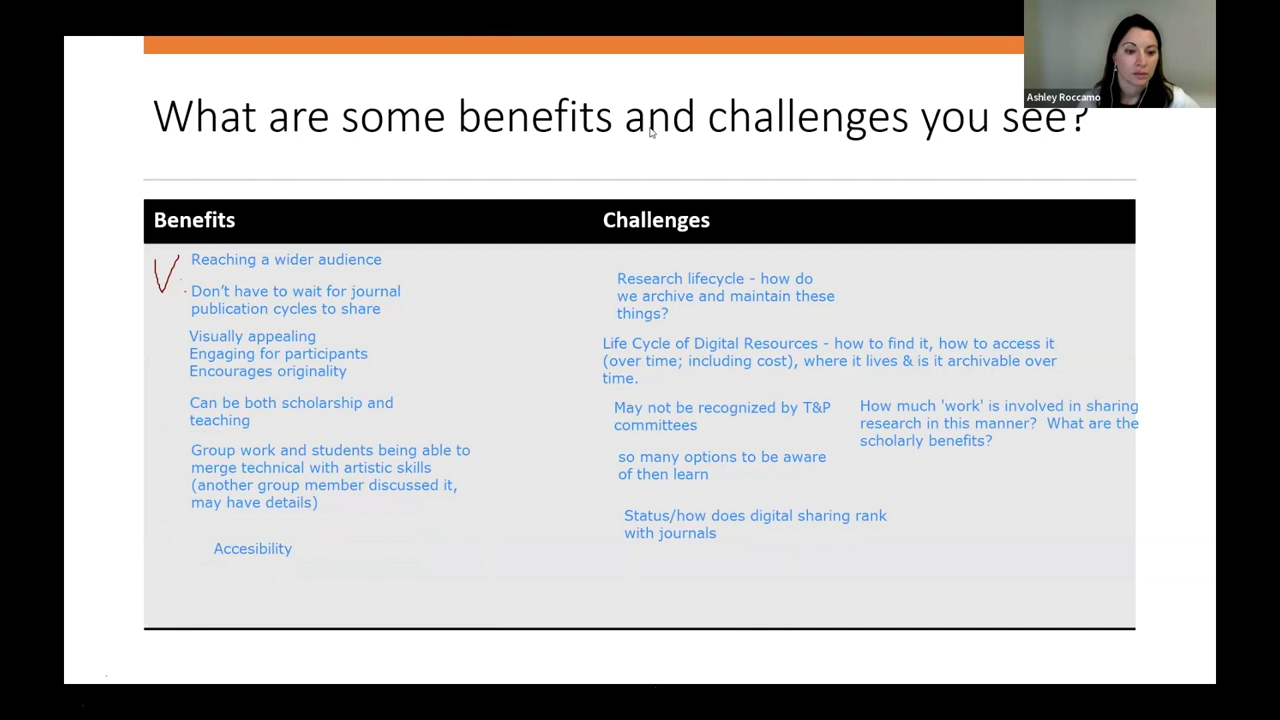 Ashley Roccamo
What are some benefits and challenges you see?
Benefits
Challenges
Reaching a wider audience
Don't have to wait for journal
publication cycles to share
Visually appealing
Engaging for participants
Encourages originality
Can be both scholarship and
teaching
Group work and students being able to
merge technical with artistic skills
(another group member discussed it,
may have details)
Accesibility
Research lifecycle - how do
we archive and maintain these
things?
Life Cycle of Digital Resources - how to find it, how to access it
(over time; including cost), where it lives & is it archivable over
time.
May not be recognized by T&P
committees
How much 'work' is involved in sharing
research in this manner?  What are the
scholarly benefits?
so many options to be aware
of then learn
Status/how does digital sharing rank
with journals